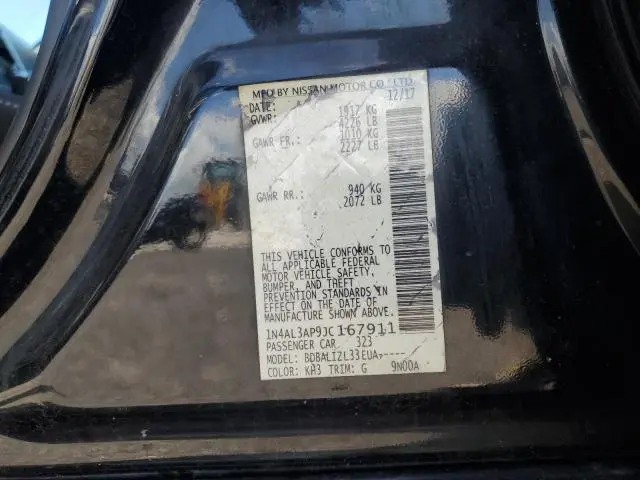 MFD BY NISSAN MOTOR CO., LTD.
DATE: 12/17
GVWR: 1917 KG
4226 LB
GAWR FR.: 1010 KG
2227 LB
GAWR RR.: 940 KG
2072 LB
THIS VEHICLE CONFORMS TO
ALL APPLICABLE FEDERAL
MOTOR VEHICLE SAFETY,
BUMPER, AND THEFT
PREVENTION STANDARDS IN
EFFECT ON THE DATE OF
MANUFACTURE SHOWN ABOVE.
1N4AL3AP9JC167911
PASSENGER CAR 323
MODEL: BDBALIZL33EUA-----
COLOR: KH3 TRIM: G 9N00A